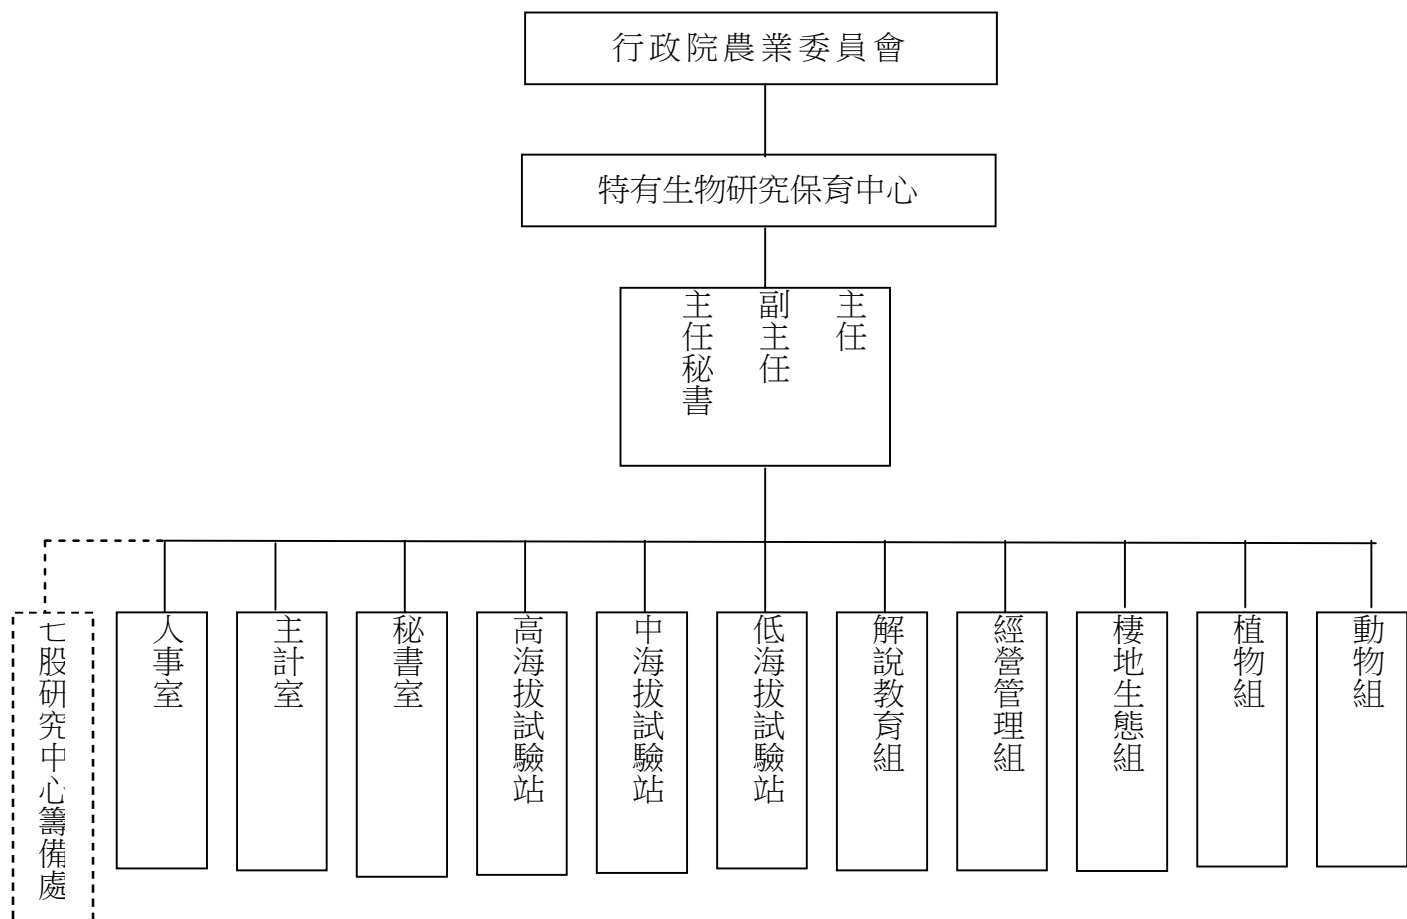 行政院農業委員會
特有生物研究保育中心
主任
副主任
主任秘書
動物組
植物組
棲地生態組
經營管理組
解說教育組
低海拔試驗站
中海拔試驗站
高海拔試驗站
秘書室
主計室
人事室
七股研究中心籌備處